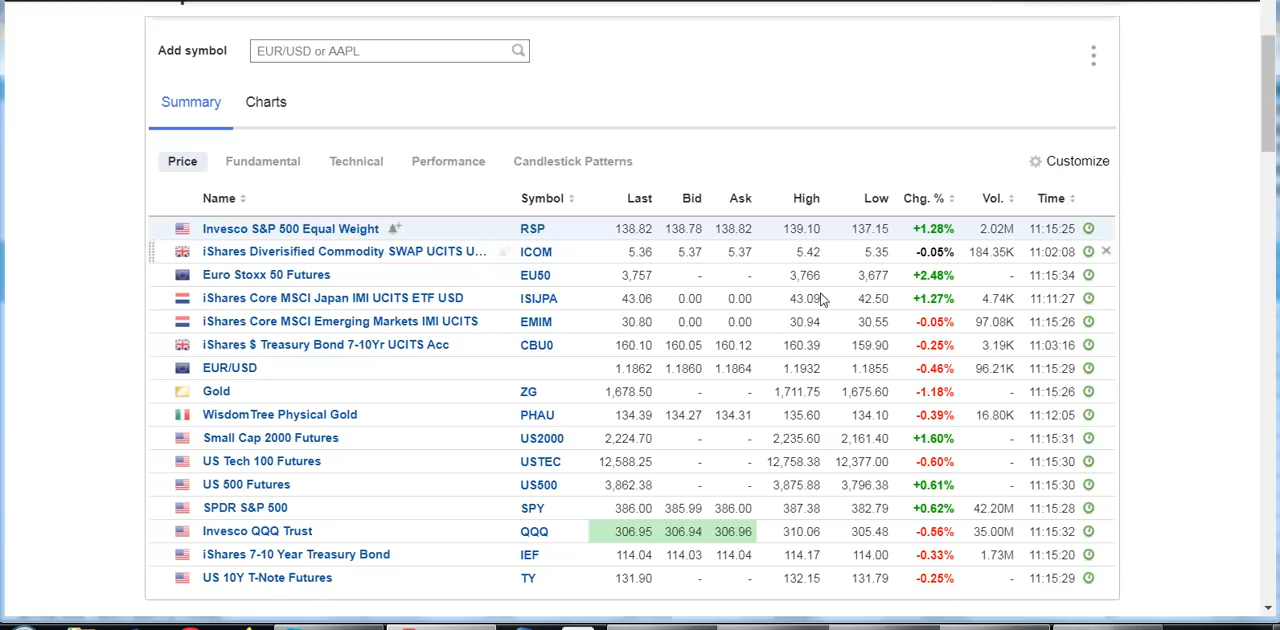 Add symbol EUR/USD or AAPL
Summary Charts
Price Fundamental Technical Performance Candlestick Patterns Customize
Name Symbol Last Bid Ask High Low Chg. % Vol. Time
Invesco S&P 500 Equal Weight RSP 138.82 138.78 138.82 139.10 137.15 +1.28% 2.02M 11:15:25
iShares Diverisified Commodity SWAP UCITS U... ICOM 5.36 5.37 5.37 5.42 5.35 -0.05% 184.35K 11:02:08
Euro Stoxx 50 Futures EU50 3,757 - - 3,766 3,677 +2.48% - 11:15:34
iShares Core MSCI Japan IMI UCITS ETF USD ISIJPA 43.06 0.00 0.00 43.09 42.50 +1.27% 4.74K 11:11:27
iShares Core MSCI Emerging Markets IMI UCITS EMIM 30.80 0.00 0.00 30.94 30.55 -0.05% 97.08K 11:15:26
iShares $ Treasury Bond 7-10Yr UCITS Acc CBU0 160.10 160.05 160.12 160.39 159.90 -0.25% 3.19K 11:03:16
EUR/USD 1.1862 1.1860 1.1864 1.1932 1.1855 -0.46% 96.21K 11:15:29
Gold ZG 1,678.50 - - 1,711.75 1,675.60 -1.18% - 11:15:26
WisdomTree Physical Gold PHAU 134.39 134.27 134.31 135.60 134.10 -0.39% 16.80K 11:12:05
Small Cap 2000 Futures US2000 2,224.70 - - 2,235.60 2,161.40 +1.60% - 11:15:31
US Tech 100 Futures USTEC 12,588.25 - - 12,758.38 12,377.00 -0.60% - 11:15:30
US 500 Futures US500 3,862.38 - - 3,875.88 3,796.38 +0.61% - 11:15:30
SPDR S&P 500 SPY 386.00 385.99 386.00 387.38 382.79 +0.62% 42.20M 11:15:28
Invesco QQQ Trust QQQ 306.95 306.94 306.96 310.06 305.48 -0.56% 35.00M 11:15:32
iShares 7-10 Year Treasury Bond IEF 114.04 114.03 114.04 114.17 114.00 -0.33% 1.73M 11:15:20
US 10Y T-Note Futures TY 131.90 - - 132.15 131.79 -0.25% - 11:15:29